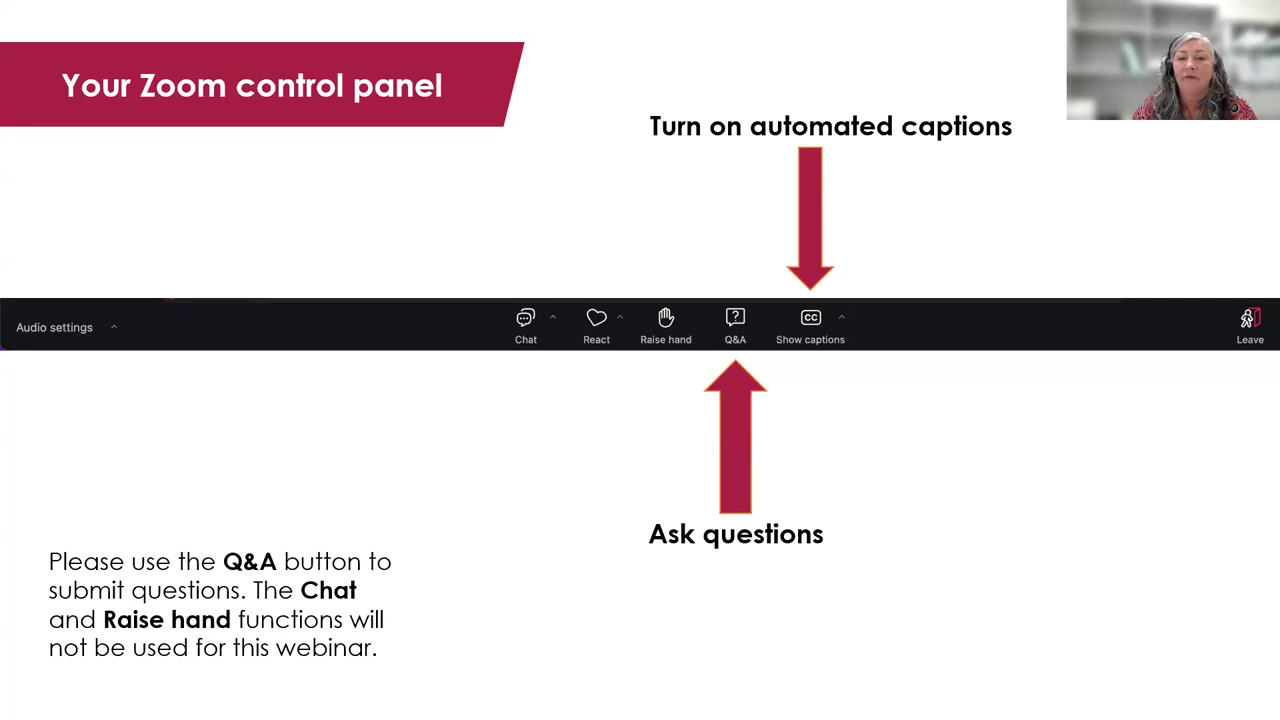 Your Zoom control panel
Turn on automated captions
Audio settings
Chat
React
Raise hand
Q&A
CC
Show captions
Leave
Ask questions
Please use the Q&A button to
submit questions. The Chat
and Raise hand functions will
not be used for this webinar.